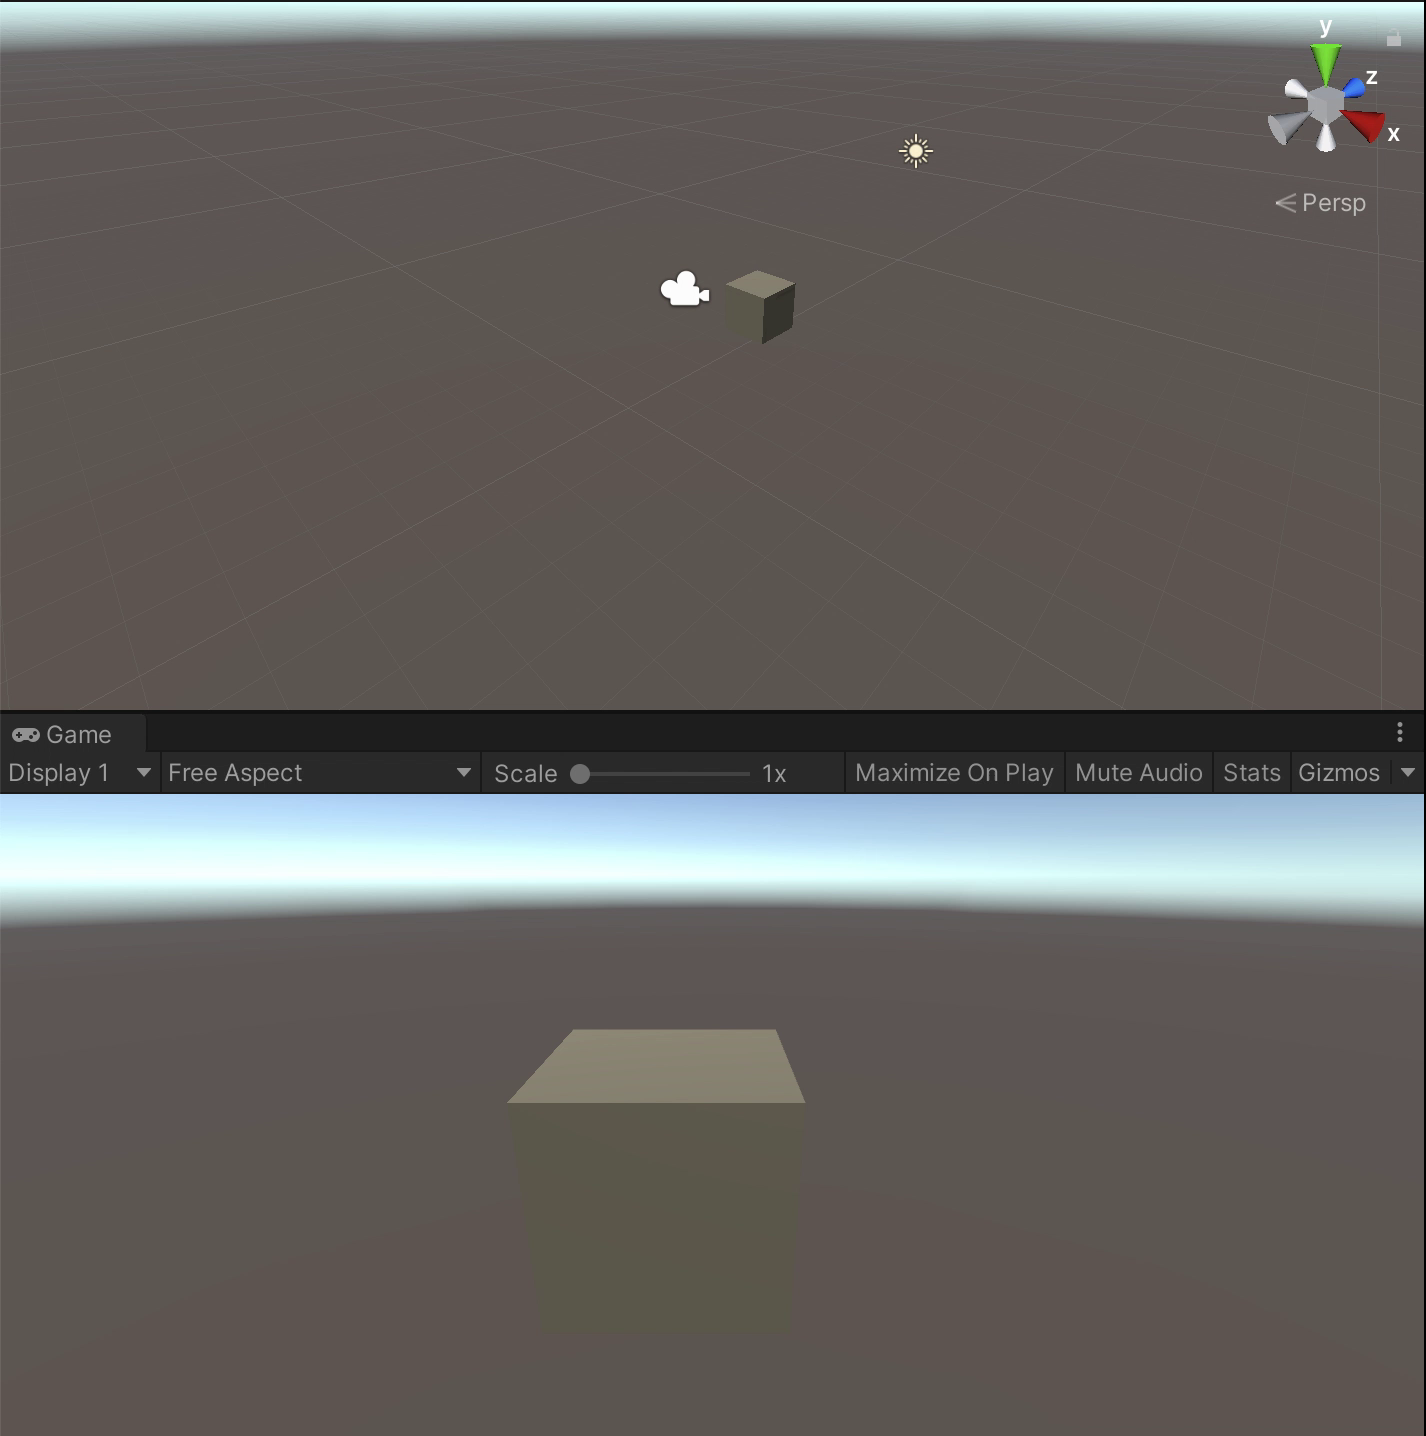 y
z
x
Persp
Game
Display 1 Free Aspect Scale 1x Maximize On Play Mute Audio Stats Gizmos